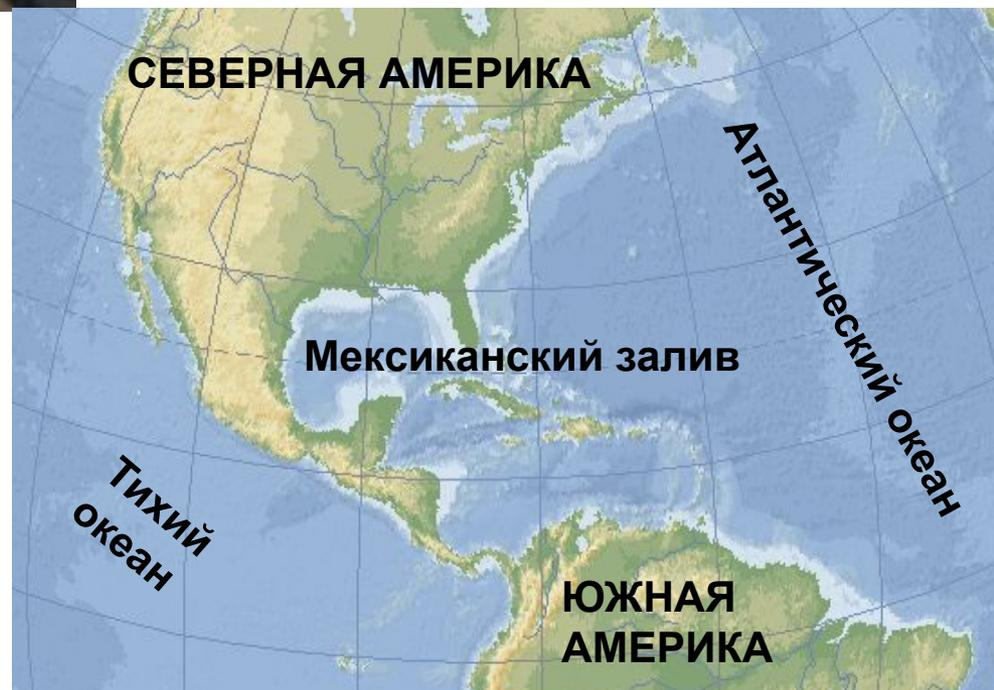 СЕВЕРНАЯ АМЕРИКА
Атлантический океан
Мексиканский залив
Тихий
океан
ЮЖНАЯ
АМЕРИКА